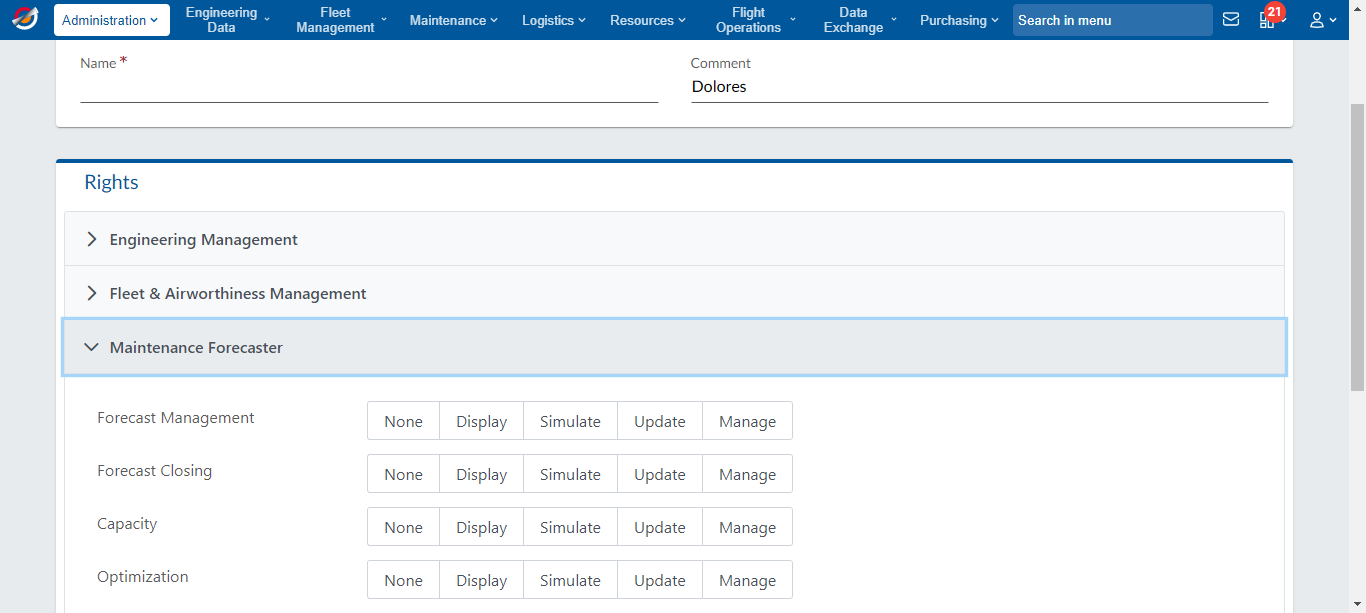 Administration
Engineering Data
Fleet Management
Maintenance
Logistics
Resources
Flight Operations
Data Exchange
Purchasing
Search in menu
21
Name *
Comment
Dolores
Rights
Engineering Management
Fleet & Airworthiness Management
Maintenance Forecaster
Forecast Management None Display Simulate Update Manage
Forecast Closing None Display Simulate Update Manage
Capacity None Display Simulate Update Manage
Optimization None Display Simulate Update Manage